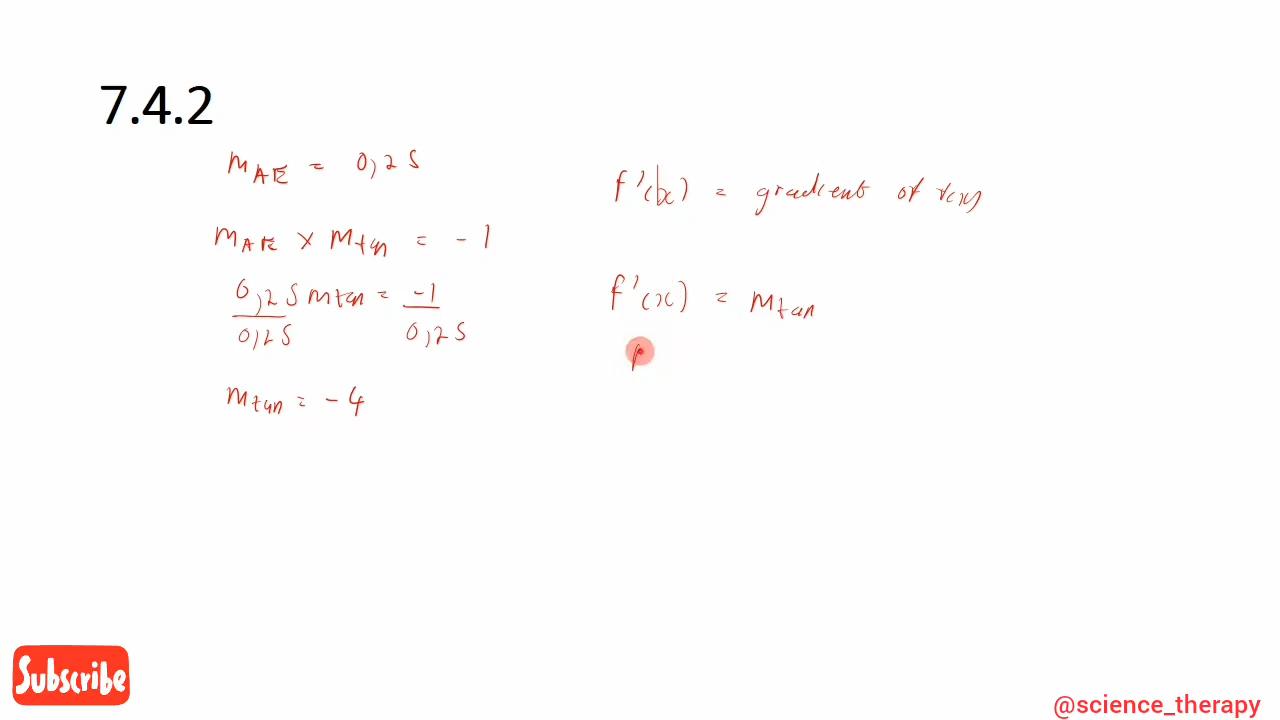 7.4.2
mAE = 0,25
mAE × mtan = -1
0,25 mtan = -1
0,25 0,25
mtan = -4
f'(x) = gradient of f(x)
f'(x) = mtan
Subscribe
@science_therapy